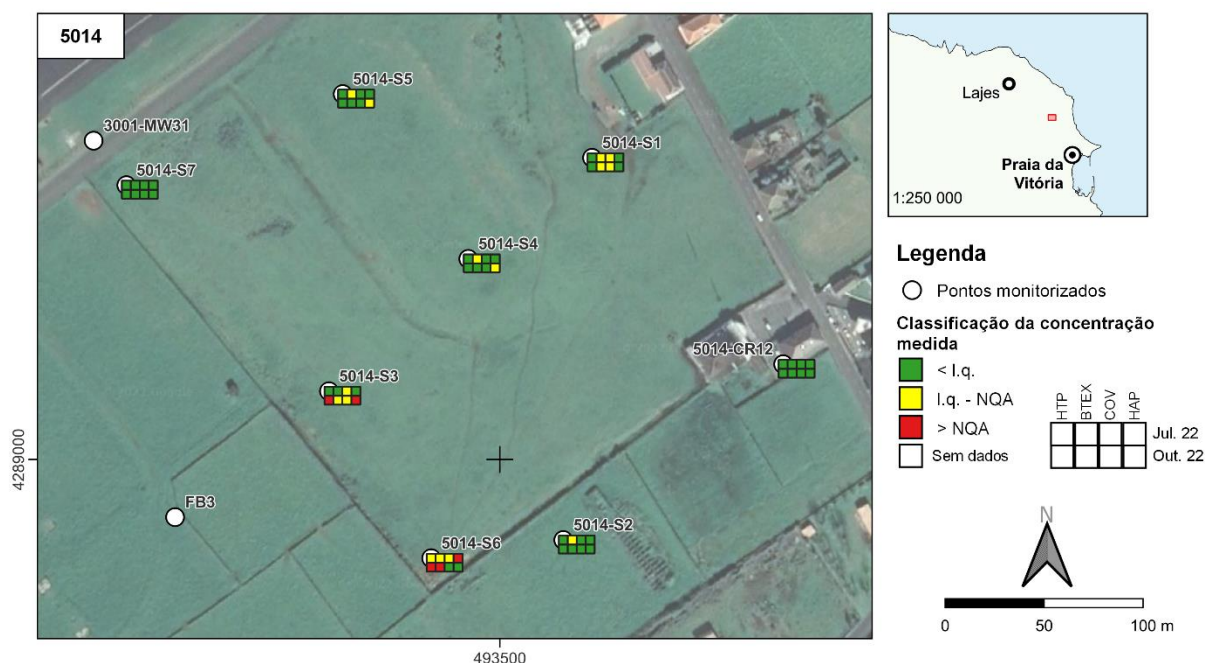 5014
5014-S5
3001-MW31
5014-S1
5014-S7
5014-S4
5014-CR12
5014-S3
4289000
FB3
5014-S2
5014-S6
493500
Lajes
Praia da
Vitória
1:250 000
Legenda
Pontos monitorizados
Classificação da concentração
medida
< l.q.
l.q. - NQA
> NQA
Sem dados
HTP
BTEX
COV
HAP
Jul. 22
Out. 22
N
0 50 100 m